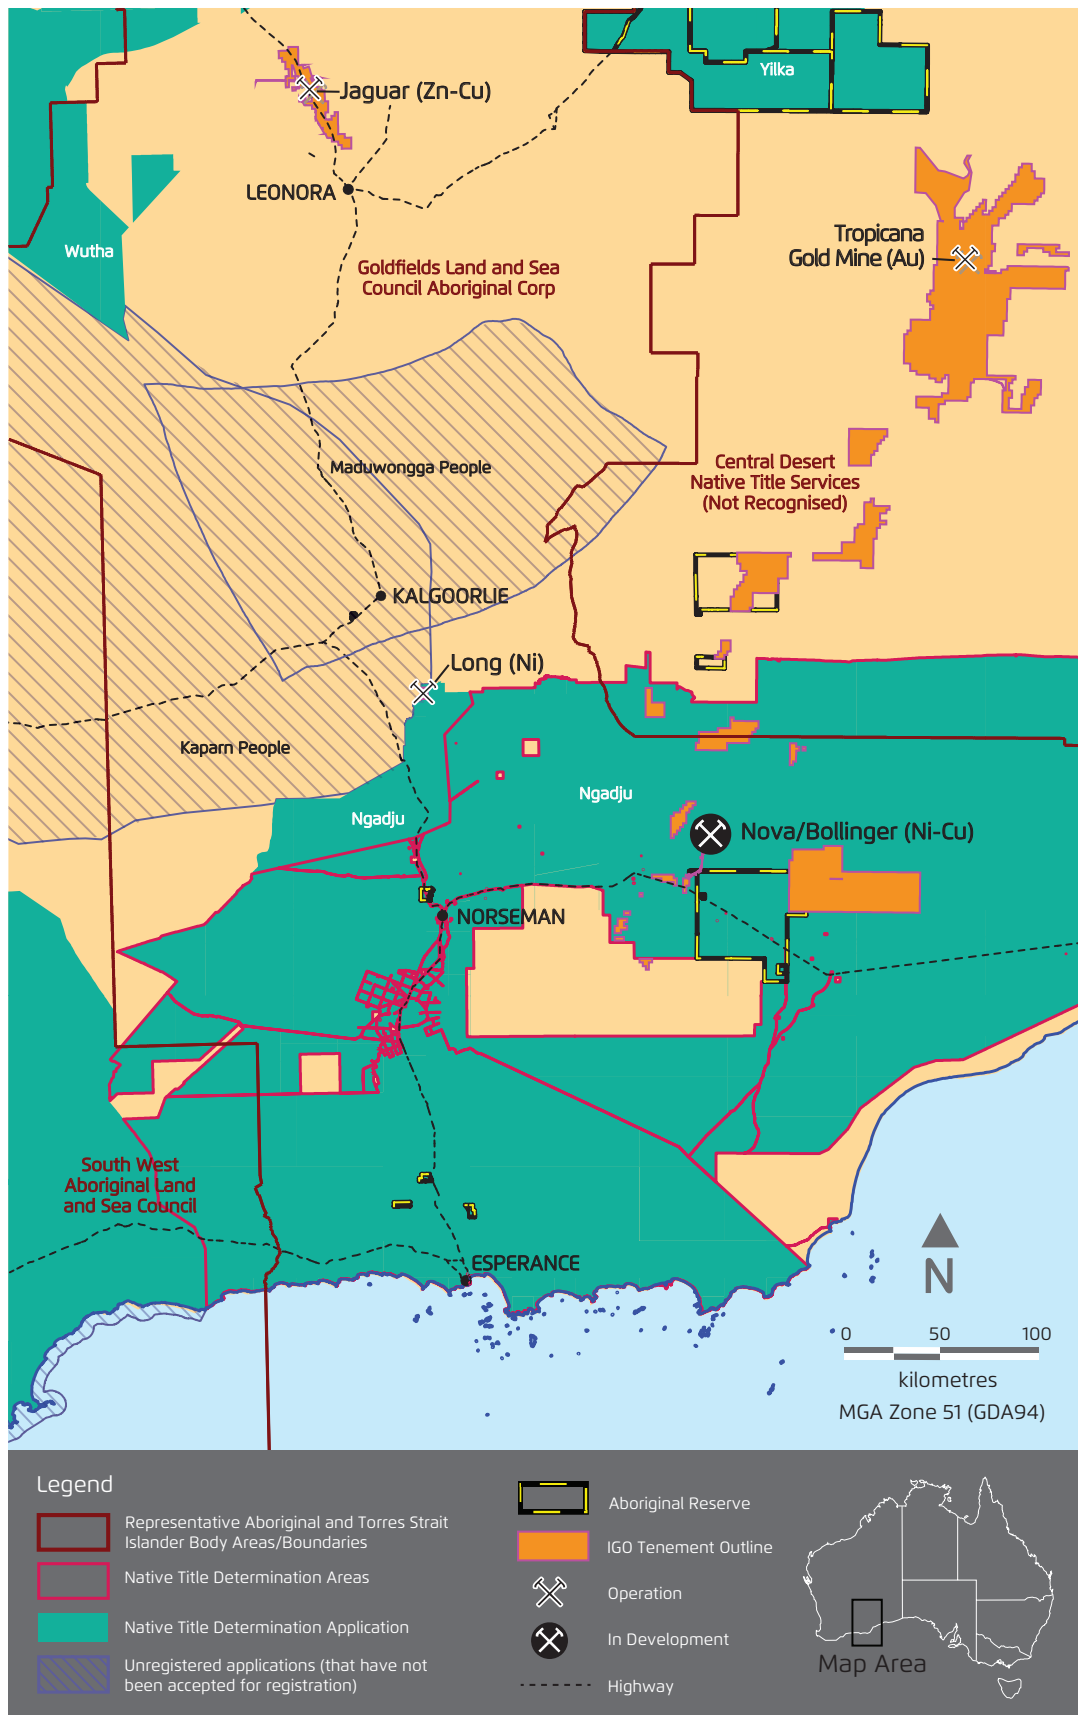 Yilka
Jaguar (Zn-Cu)
LEONORA
Wutha
Tropicana
Gold Mine (Au)
Goldfields Land and Sea
Council Aboriginal Corp
Maduwongga People
Central Desert
Native Title Services
(Not Recognised)
KALGOORLIE
Long (Ni)
Kaparn People
Ngadju
Ngadju
Nova/Bollinger (Ni-Cu)
NORSEMAN
South West
Aboriginal Land
and Sea Council
ESPERANCE
N
0 50 100
kilometres
MGA Zone 51 (GDA94)
Legend
Representative Aboriginal and Torres Strait
Islander Body Areas/Boundaries
Native Title Determination Areas
Native Title Determination Application
Unregistered applications (that have not
been accepted for registration)
Aboriginal Reserve
IGO Tenement Outline
Operation
In Development
Highway
Map Area